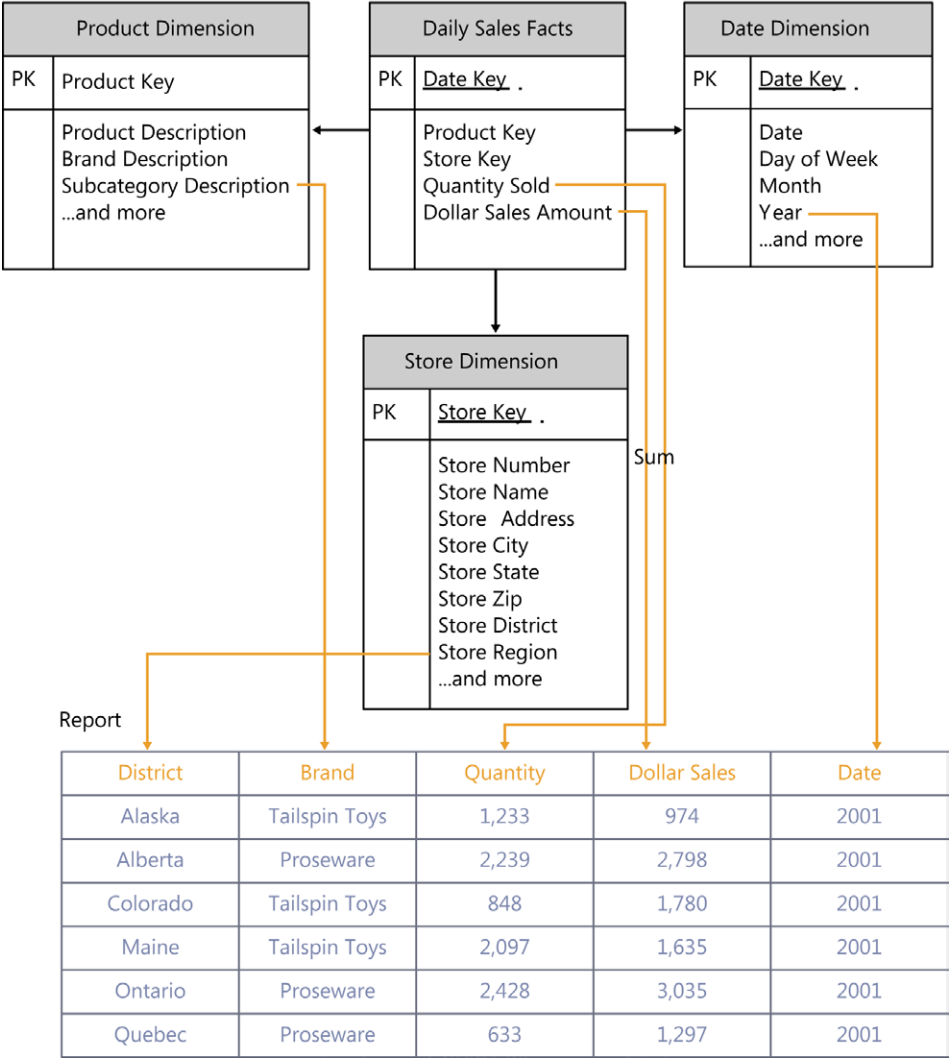 Product Dimension
PK Product Key
Product Description
Brand Description
Subcategory Description
...and more
Daily Sales Facts
PK Date Key .
Product Key
Store Key
Quantity Sold
Dollar Sales Amount
Date Dimension
PK Date Key .
Date
Day of Week
Month
Year
...and more
Store Dimension
PK Store Key .
Store Number
Store Name
Store Address
Store City
Store State
Store Zip
Store District
Store Region
...and more
Sum
Report
District Brand Quantity Dollar Sales Date
Alaska Tailspin Toys 1,233 974 2001
Alberta Proseware 2,239 2,798 2001
Colorado Tailspin Toys 848 1,780 2001
Maine Tailspin Toys 2,097 1,635 2001
Ontario Proseware 2,428 3,035 2001
Quebec Proseware 633 1,297 2001